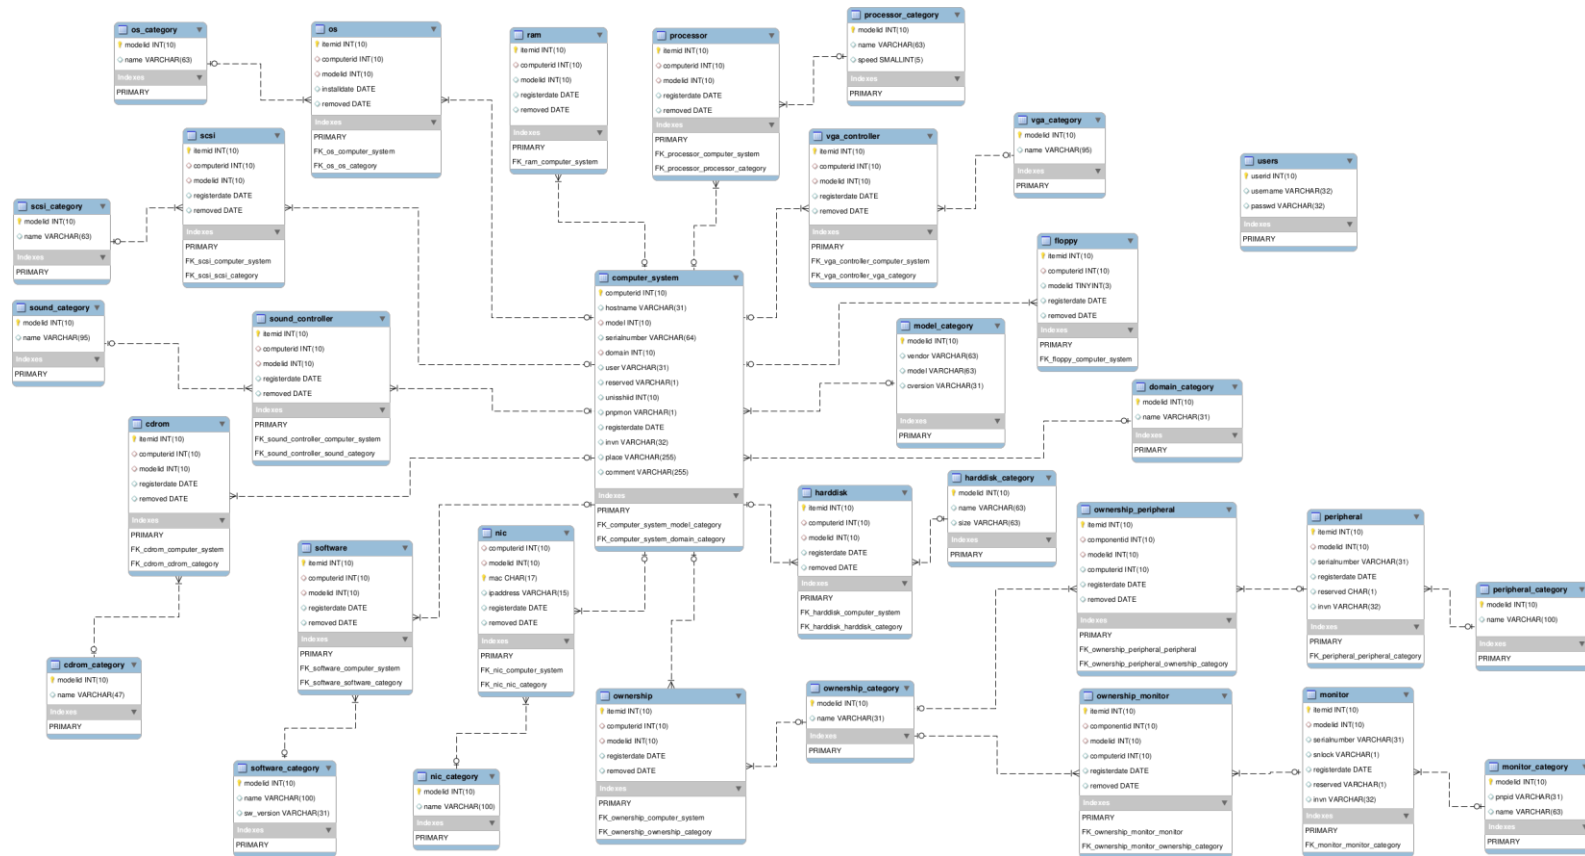 os_category
modelid INT(10)
name VARCHAR(63)
Indexes
PRIMARY
os
itemid INT(10)
computerid INT(10)
modelid INT(10)
installdate DATE
removed DATE
Indexes
PRIMARY
FK_os_computer_system
FK_os_os_category
ram
itemid INT(10)
computerid INT(10)
modelid INT(10)
registerdate DATE
removed DATE
Indexes
PRIMARY
FK_ram_computer_system
processor
itemid INT(10)
computerid INT(10)
modelid INT(10)
registerdate DATE
removed DATE
Indexes
PRIMARY
FK_processor_computer_system
FK_processor_processor_category
processor_category
modelid INT(10)
name VARCHAR(63)
speed SMALLINT(5)
Indexes
PRIMARY
scsi
itemid INT(10)
computerid INT(10)
modelid INT(10)
registerdate DATE
removed DATE
Indexes
PRIMARY
FK_scsi_computer_system
FK_scsi_scsi_category
vga_controller
itemid INT(10)
computerid INT(10)
modelid INT(10)
registerdate DATE
removed DATE
Indexes
PRIMARY
FK_vga_controller_computer_system
FK_vga_controller_vga_category
vga_category
modelid INT(10)
name VARCHAR(95)
Indexes
PRIMARY
users
userid INT(10)
username VARCHAR(32)
passwd VARCHAR(32)
Indexes
PRIMARY
scsi_category
modelid INT(10)
name VARCHAR(63)
Indexes
PRIMARY
floppy
itemid INT(10)
computerid INT(10)
modelid TINYINT(3)
registerdate DATE
removed DATE
Indexes
PRIMARY
FK_floppy_computer_system
computer_system
computerid INT(10)
hostname VARCHAR(31)
model INT(10)
serialnumber VARCHAR(64)
domain INT(10)
user VARCHAR(31)
reserved VARCHAR(1)
unisshiid INT(10)
pnpmon VARCHAR(1)
registerdate DATE
invn VARCHAR(32)
place VARCHAR(255)
comment VARCHAR(255)
Indexes
PRIMARY
FK_computer_system_model_category
FK_computer_system_domain_category
sound_category
modelid INT(10)
name VARCHAR(95)
Indexes
PRIMARY
sound_controller
itemid INT(10)
computerid INT(10)
modelid INT(10)
registerdate DATE
removed DATE
Indexes
PRIMARY
FK_sound_controller_computer_system
FK_sound_controller_sound_category
model_category
modelid INT(10)
vendor VARCHAR(63)
model VARCHAR(63)
cversion VARCHAR(31)
Indexes
PRIMARY
domain_category
modelid INT(10)
name VARCHAR(31)
Indexes
PRIMARY
cdrom
itemid INT(10)
computerid INT(10)
modelid INT(10)
registerdate DATE
removed DATE
Indexes
PRIMARY
FK_cdrom_computer_system
FK_cdrom_cdrom_category
harddisk
itemid INT(10)
computerid INT(10)
modelid INT(10)
registerdate DATE
removed DATE
Indexes
PRIMARY
FK_harddisk_computer_system
FK_harddisk_harddisk_category
harddisk_category
modelid INT(10)
name VARCHAR(63)
size VARCHAR(63)
Indexes
PRIMARY
ownership_peripheral
itemid INT(10)
componentid INT(10)
modelid INT(10)
computerid INT(10)
registerdate DATE
removed DATE
Indexes
PRIMARY
FK_ownership_peripheral_peripheral
FK_ownership_peripheral_ownership_category
peripheral
itemid INT(10)
modelid INT(10)
serialnumber VARCHAR(31)
registerdate DATE
reserved CHAR(1)
invn VARCHAR(32)
Indexes
PRIMARY
FK_peripheral_peripheral_category
peripheral_category
modelid INT(10)
name VARCHAR(100)
Indexes
PRIMARY
software
itemid INT(10)
computerid INT(10)
modelid INT(10)
registerdate DATE
removed DATE
Indexes
PRIMARY
FK_software_computer_system
FK_software_software_category
nic
computerid INT(10)
modelid INT(10)
mac CHAR(17)
ipaddress VARCHAR(15)
registerdate DATE
removed DATE
Indexes
PRIMARY
FK_nic_computer_system
FK_nic_nic_category
cdrom_category
modelid INT(10)
name VARCHAR(47)
Indexes
PRIMARY
ownership
itemid INT(10)
computerid INT(10)
modelid INT(10)
registerdate DATE
removed DATE
Indexes
PRIMARY
FK_ownership_computer_system
FK_ownership_ownership_category
ownership_category
modelid INT(10)
name VARCHAR(31)
Indexes
PRIMARY
ownership_monitor
itemid INT(10)
componentid INT(10)
modelid INT(10)
computerid INT(10)
registerdate DATE
removed DATE
Indexes
PRIMARY
FK_ownership_monitor_monitor
FK_ownership_monitor_ownership_category
monitor
itemid INT(10)
modelid INT(10)
serialnumber VARCHAR(31)
snlock VARCHAR(1)
registerdate DATE
reserved VARCHAR(1)
invn VARCHAR(32)
Indexes
PRIMARY
FK_monitor_monitor_category
monitor_category
modelid INT(10)
pnpid VARCHAR(31)
name VARCHAR(63)
Indexes
PRIMARY
software_category
modelid INT(10)
name VARCHAR(100)
sw_version VARCHAR(31)
Indexes
PRIMARY
nic_category
modelid INT(10)
name VARCHAR(100)
Indexes
PRIMARY